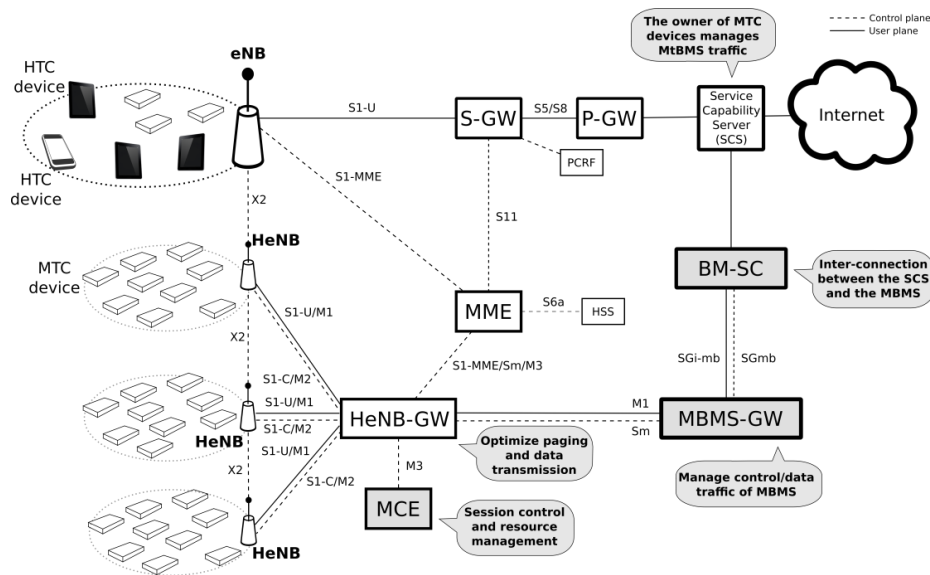 The owner of MTC
devices manages
MtBMS traffic
Control plane
User plane
eNB
HTC
device
HTC
device
S1-U
S-GW
S5/S8
P-GW
Service
Capability
Server
(SCS)
Internet
PCRF
S1-MME
X2
S11
HeNB
MTC
device
BM-SC
Inter-connection
between the SCS
and the MBMS
MME
S6a
HSS
S1-U/M1
X2
S1-MME/Sm/M3
SGi-mb
SGmb
S1-C/M2
S1-U/M1
HeNB-GW
M1
Sm
MBMS-GW
HeNB
S1-C/M2
S1-U/M1
Optimize paging
and data
transmission
X2
S1-C/M2
M3
Manage control/data
traffic of MBMS
MCE
Session control
and resource
management
HeNB